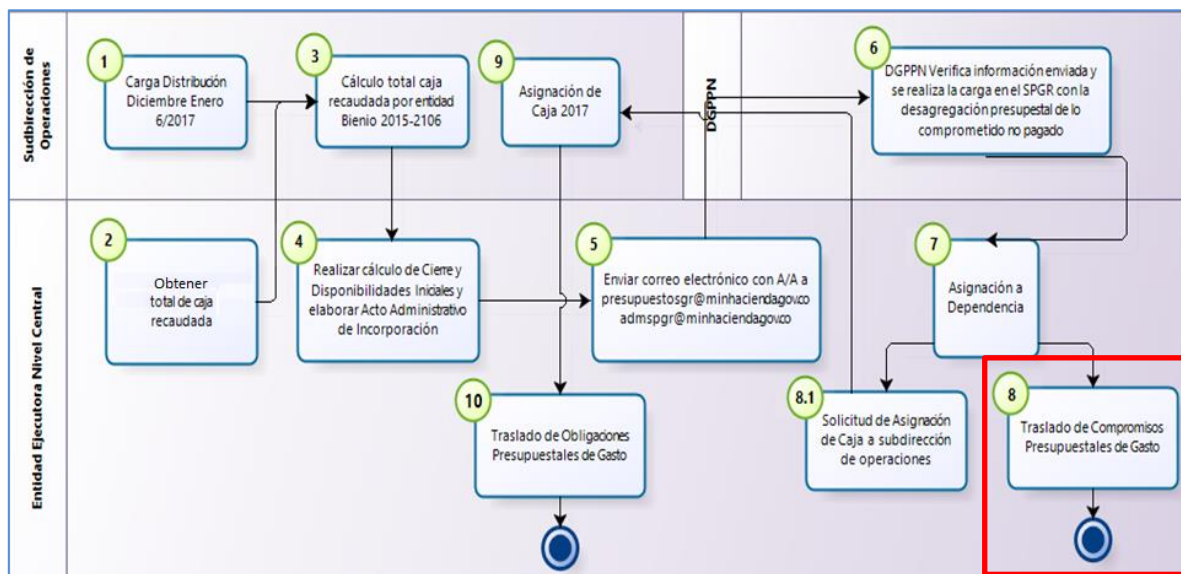 Sudbirección de
Operaciones
1
Carga Distribución
Diciembre Enero
6/2017
3
Cálculo total caja
recaudada por entidad
Bienio 2015-2106
9
Asignación de
Caja 2017
DGPPN
6
DGPPN Verifica información enviada y
se realiza la carga en el SPGR con la
desagregación presupestal de lo
comprometido no pagado
Entidad Ejecutora Nivel Central
2
Obtener
total de caja
recaudada
4
Realizar cálculo de Cierre y
Disponibilidades Iniciales y
elaborar Acto Administrativo
de Incorporación
5
Enviar correo electrónico con A/A a
presupuestosgr@minhacienda.gov.co
admspgr@minhacienda.gov.co
7
Asignación a
Dependencia
10
Traslado de Obligaciones
Presupuestales de Gasto
8.1
Solicitud de Asignación
de Caja a subdirección
de operaciones
8
Traslado de Compromisos
Presupuestales de Gasto